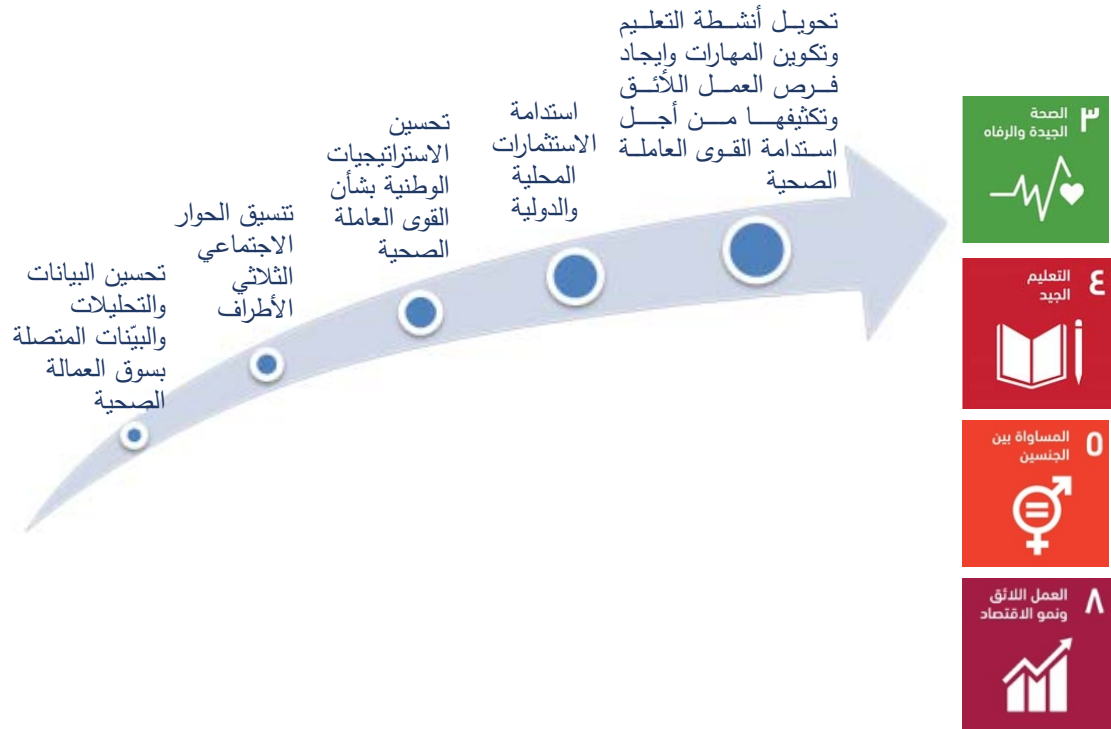 تحسين البيانات
والتحليلات
والبيّنات المتصلة
بسوق العمالة
الصحية
تنسيق الحوار
الاجتماعي
الثلاثي
الأطراف
تحسين
الاستراتيجيات
الوطنية بشأن
القوى العاملة
الصحية
استدامة
الاستثمارات
المحلية
والدولية
تحويل أنشطة التعليم
وتكوين المهارات وايجاد
فرص العمل اللائق
وتكثيفها من أجل
استدامة القوى العاملة
الصحية
٣ الصحة
الجيدة والرفاه
٤ التعليم
الجيد
٥ المساواة بين
الجنسين
٨ العمل اللائق
ونمو الاقتصاد